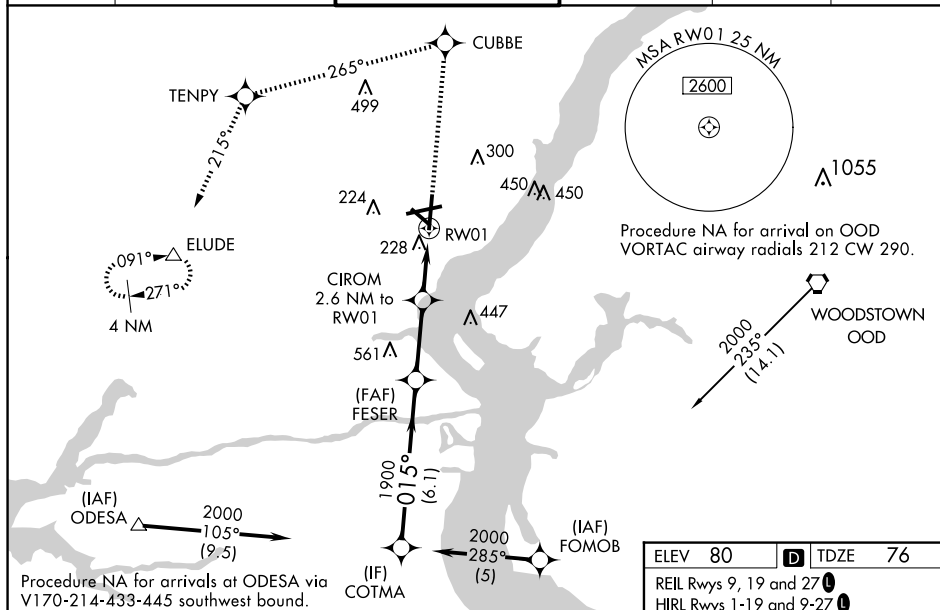 CUBBE
265°
TENPY
499
215°
MSA RW01 25 NM
2600
300
450
450
1055
224
RW01
228
Procedure NA for arrival on OOD
VORTAC airway radials 212 CW 290.
ELUDE
091°
271°
4 NM
CIROM
2.6 NM to
RW01
447
561
WOODSTOWN
OOD
2000
235°
(14.1)
(FAF)
FESER
1900
015°
(6.1)
(IAF)
ODESA
2000
105°
(9.5)
2000
285°
(5)
(IAF)
FOMOB
(IF)
COTMA
Procedure NA for arrivals at ODESA via
V170-214-433-445 southwest bound.
ELEV 80 D TDZE 76
REIL Rwys 9, 19 and 27 L
HIRL Rwys 1-19 and 9-27 L